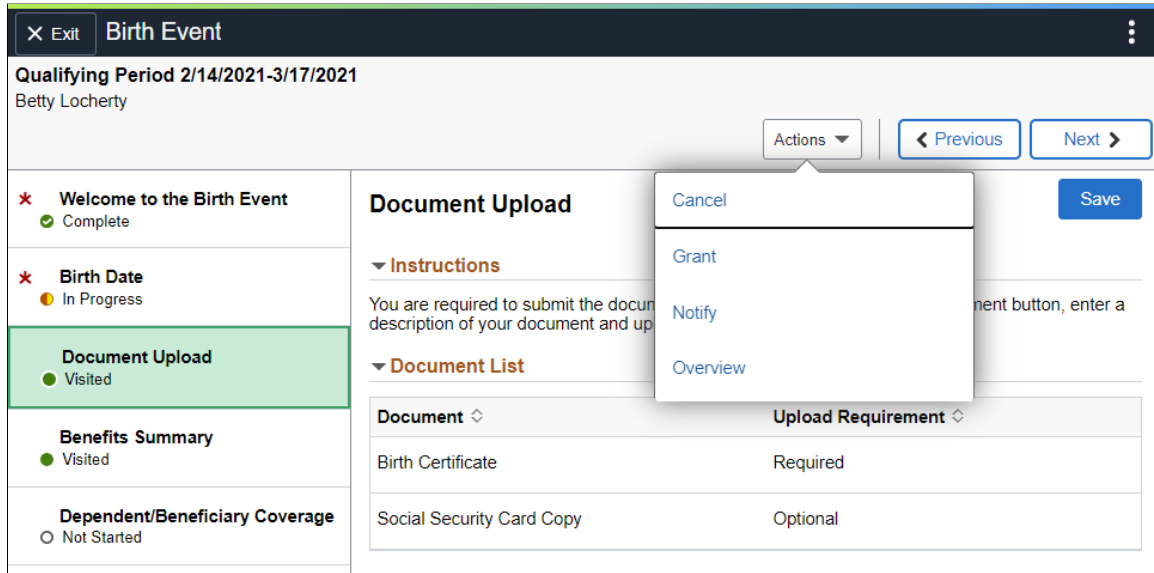 Exit Birth Event
Qualifying Period 2/14/2021-3/17/2021
Betty Locherty
Actions Previous Next
Welcome to the Birth Event
Complete
Birth Date
In Progress
Document Upload
Visited
Benefits Summary
Visited
Dependent/Beneficiary Coverage
Not Started
Document Upload
Save
Cancel
Grant
Notify
Overview
Instructions
You are required to submit the ment button, enter a
description of your document and
Document List
Document Upload Requirement
Birth Certificate Required
Social Security Card Copy Optional